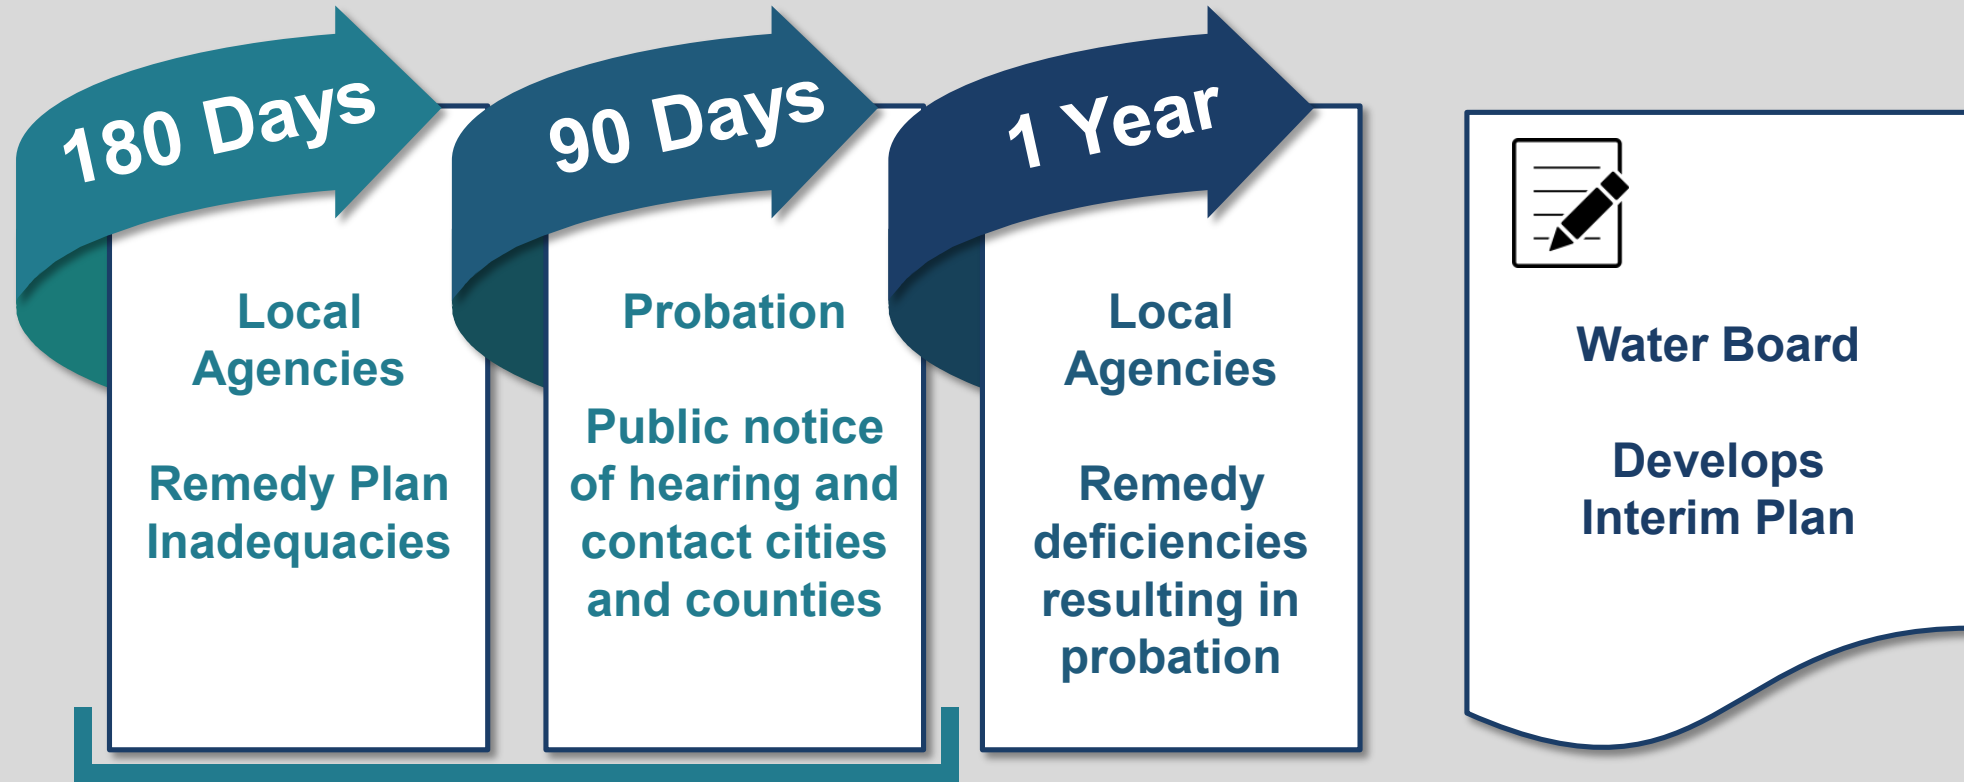 180 Days
Local
Agencies
Remedy Plan
Inadequacies
90 Days
Probation
Public notice
of hearing and
contact cities
and counties
1 Year
Local
Agencies
Remedy
deficiencies
resulting in
probation
Water Board
Develops
Interim Plan